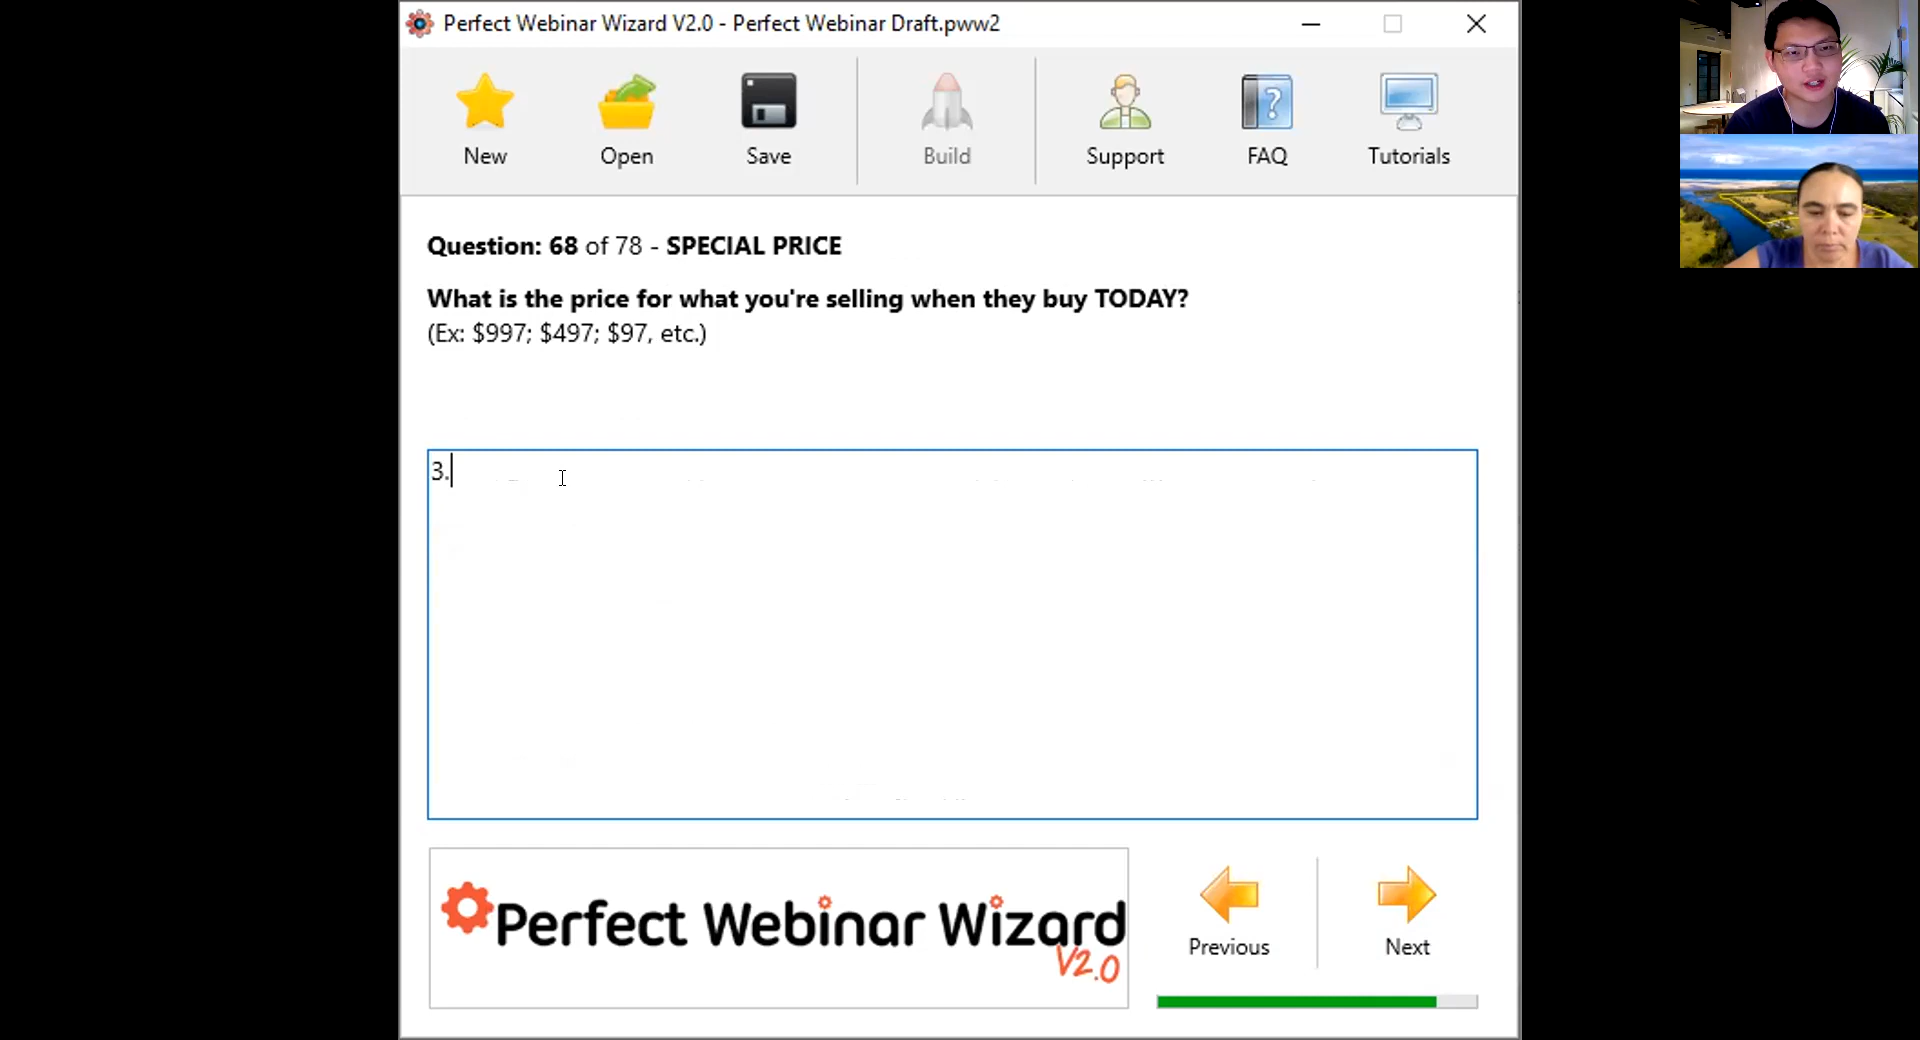 Perfect Webinar Wizard V2.0 - Perfect Webinar Draft.pww2
New Open Save Build Support FAQ Tutorials
Question: 68 of 78 - SPECIAL PRICE
What is the price for what you're selling when they buy TODAY?
(Ex: $997; $497; $97, etc.)
3.
Perfect Webinar Wizard
V2.0
Previous Next